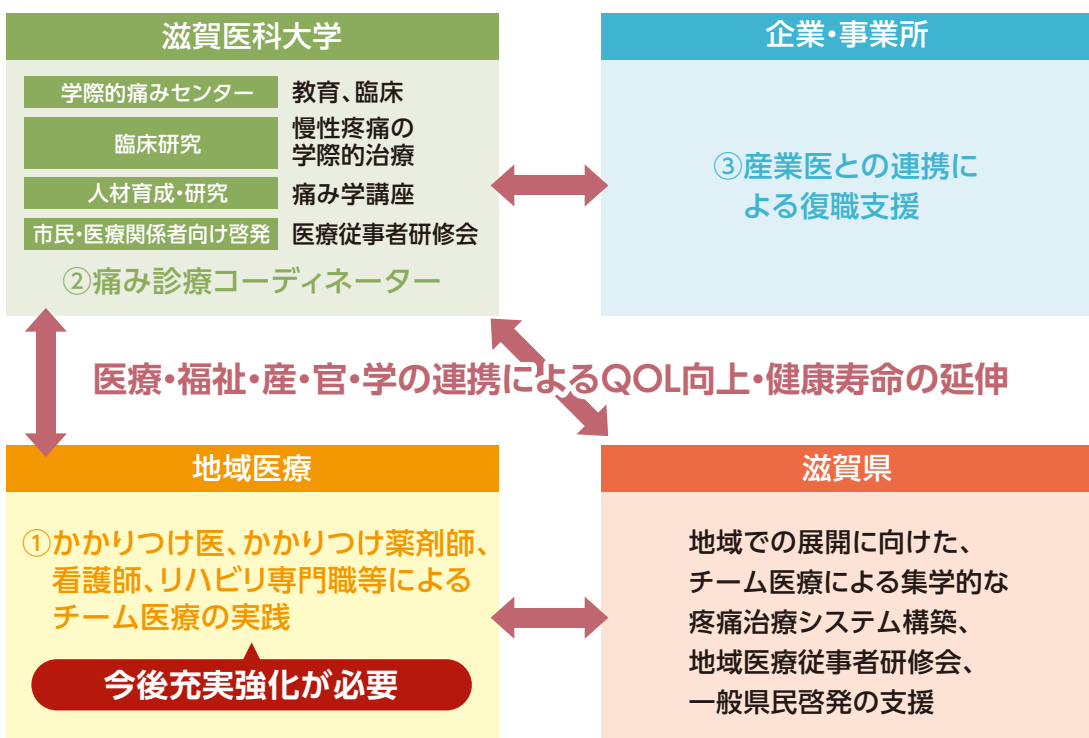 滋賀医科大学
学際的痛みセンター 教育、臨床
臨床研究 慢性疼痛の
学際的治療
人材育成・研究 痛み学講座
市民・医療関係者向け啓発 医療従事者研修会
②痛み診療コーディネーター
企業・事業所
③産業医との連携に
よる復職支援
医療・福祉・産・官・学の連携によるQOL向上・健康寿命の延伸
地域医療
①かかりつけ医、かかりつけ薬剤師、
看護師、リハビリ専門職等による
チーム医療の実践
今後充実強化が必要
滋賀県
地域での展開に向けた、
チーム医療による集学的な
疼痛治療システム構築、
地域医療従事者研修会、
一般県民啓発の支援